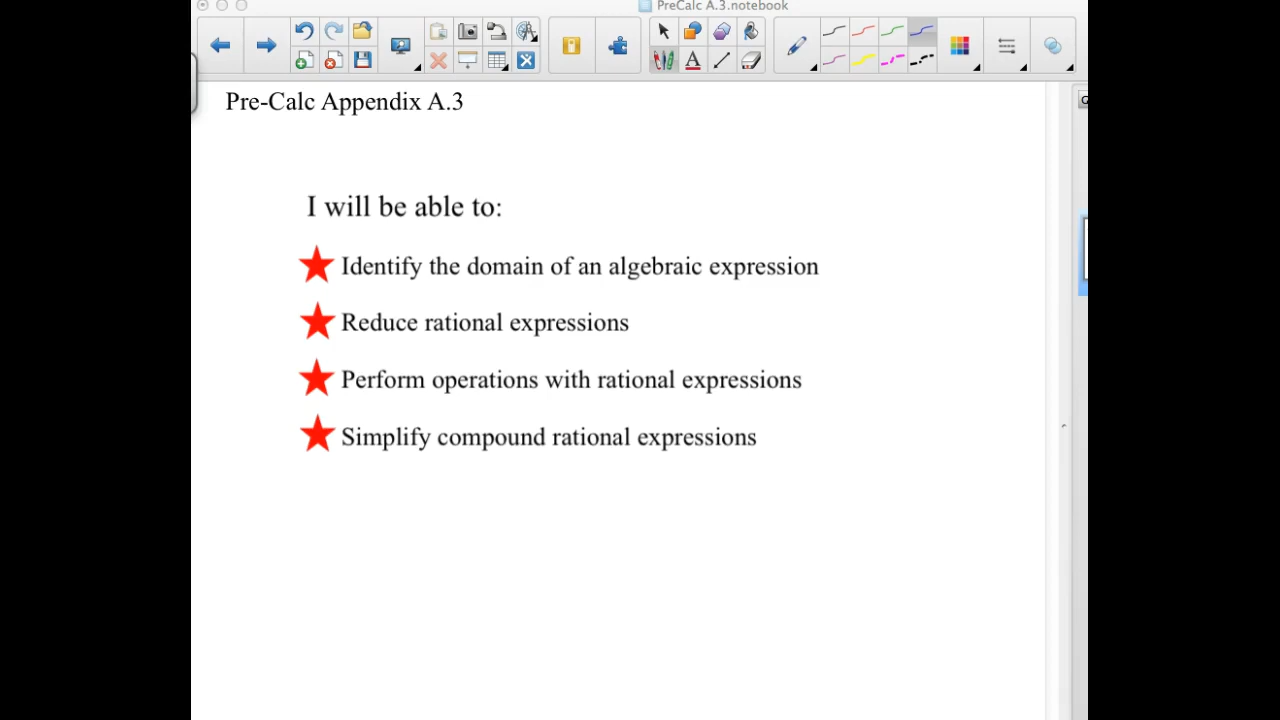 PreCalc A.3.notebook
Pre-Calc Appendix A.3
I will be able to:
Identify the domain of an algebraic expression
Reduce rational expressions
Perform operations with rational expressions
Simplify compound rational expressions